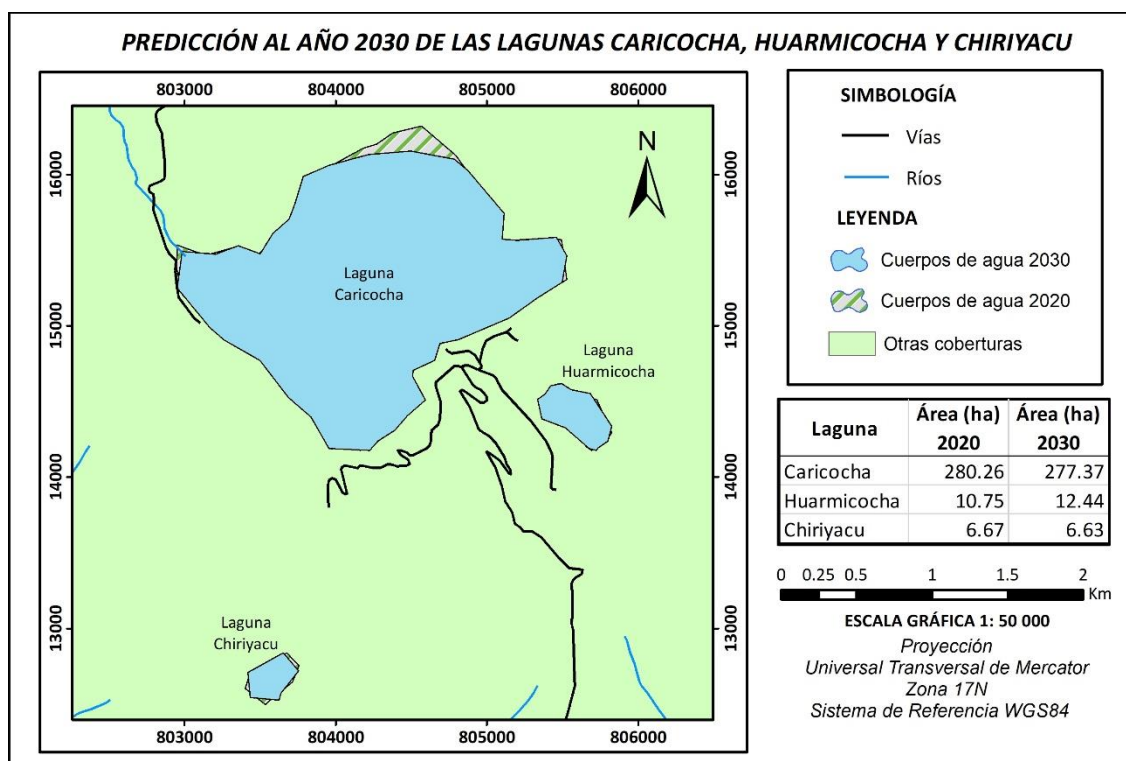 PREDICCIÓN AL AÑO 2030 DE LAS LAGUNAS CARICOCHA, HUARMICOCHA Y CHIRIYACU
803000 804000 805000 806000
16000
15000
14000
13000
N
Laguna
Caricocha
Laguna
Huarmicocha
Laguna
Chiriyacu
16000
15000
14000
13000
803000 804000 805000 806000
SIMBOLOGÍA
Vías
Ríos
LEYENDA
Cuerpos de agua 2030
Cuerpos de agua 2020
Otras coberturas
Laguna Área (ha) 2020 Área (ha) 2030
Caricocha 280.26 277.37
Huarmicocha 10.75 12.44
Chiriyacu 6.67 6.63
0 0.25 0.5 1 1.5 2
Km
ESCALA GRÁFICA 1: 50 000
Proyección
Universal Transversal de Mercator
Zona 17N
Sistema de Referencia WGS84